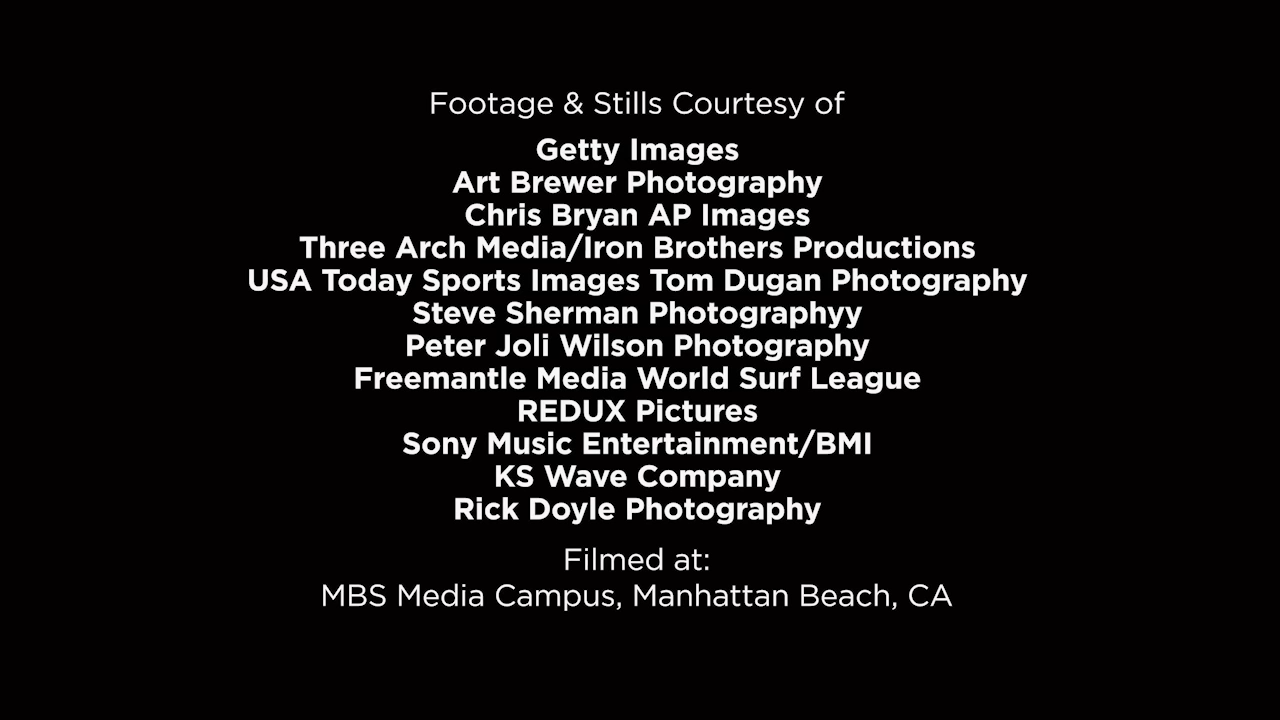 Footage & Stills Courtesy of
Getty Images
Art Brewer Photography
Chris Bryan AP Images
Three Arch Media/Iron Brothers Productions
USA Today Sports Images Tom Dugan Photography
Steve Sherman Photographyy
Peter Joli Wilson Photography
Freemantle Media World Surf League
REDUX Pictures
Sony Music Entertainment/BMI
KS Wave Company
Rick Doyle Photography
Filmed at:
MBS Media Campus, Manhattan Beach, CA